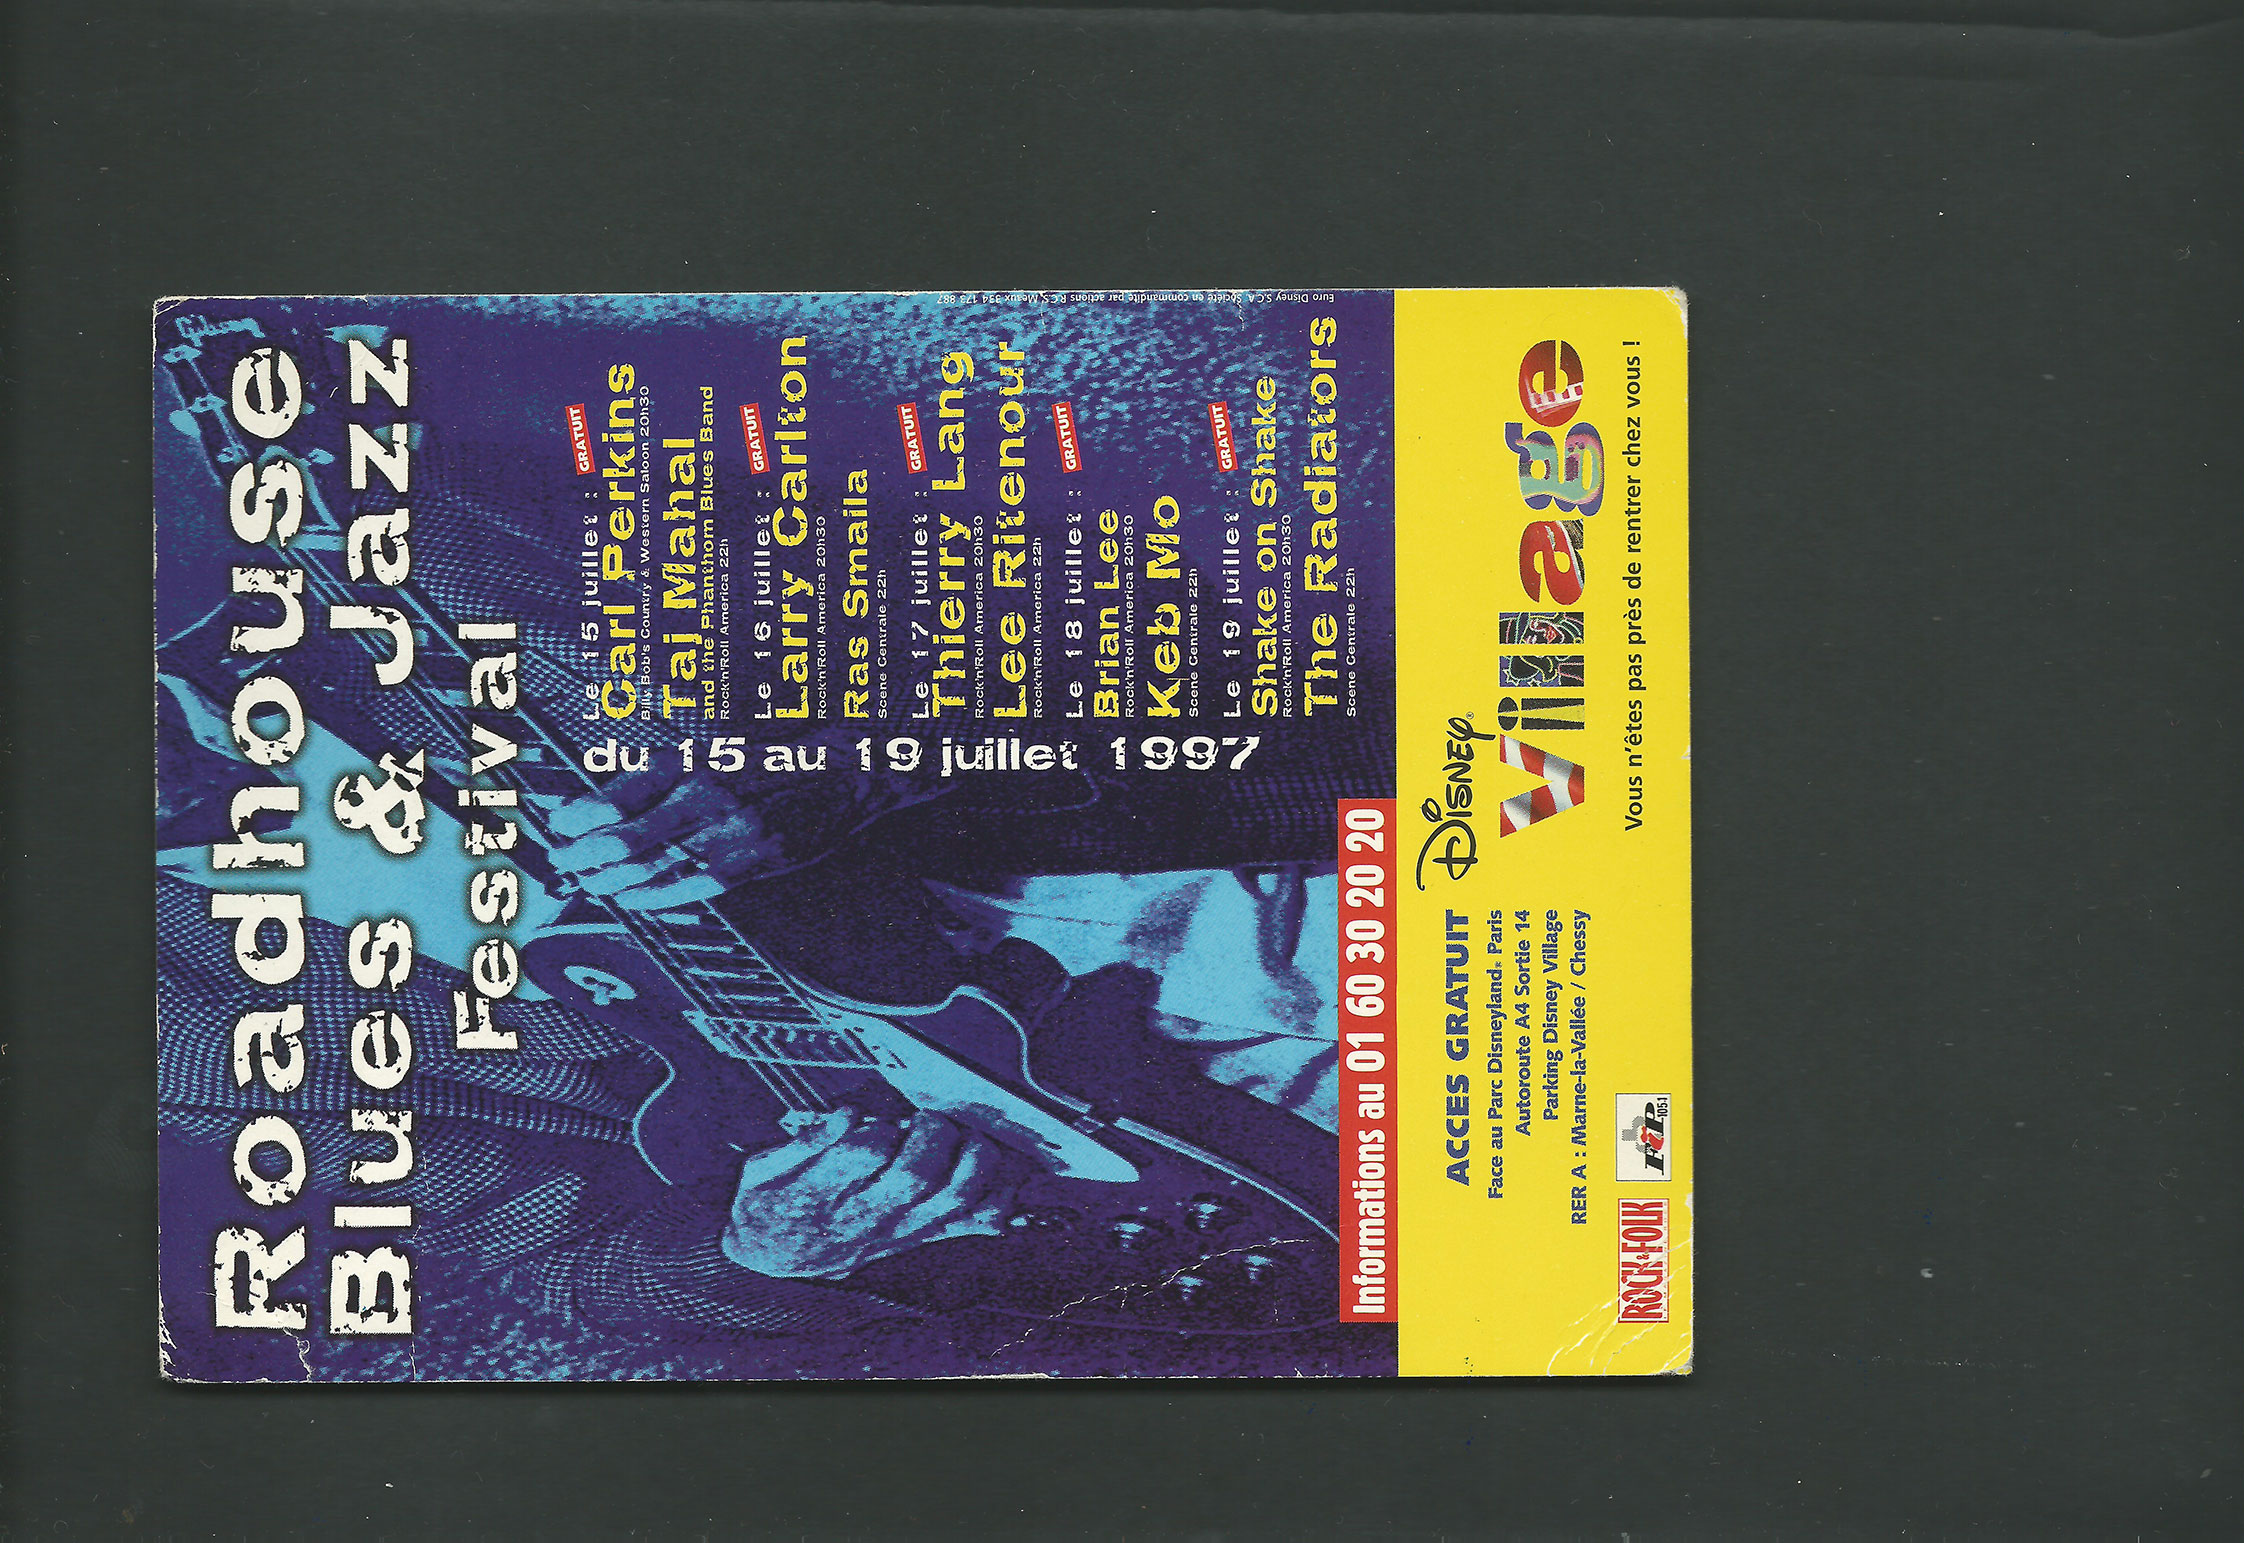 Roadhouse
Blues & Jazz
Festival
du 15 au 19 juillet 1997
Le 15 juillet : GRATUIT
Carl Perkins
Billy Bob's Country & Western Saloon 20h30
Taj Mahal
and the Phanthom Blues Band
Rock'n'Roll America 22h
Le 16 juillet : GRATUIT
Larry Carlton
Rock'n'Roll America 20h30
Ras Smaila
Scene Centrale 22h
Le 17 juillet : GRATUIT
Thierry Lang
Rock'n'Roll America 20h30
Lee Ritenour
Rock'n'Roll America 22h
Le 18 juillet : GRATUIT
Brian Lee
Rock'n'Roll America 20h30
Keb Mo
Scene Centrale 22h
Le 19 juillet : GRATUIT
Shake on Shake
Rock'n'Roll America 20h30
The Radiators
Scene Centrale 22h
Euro Disney S.C.A. Société en commandite par actions R.C.S. Meaux 334 173 887
Gibson
Informations au 01 60 30 20 20
ACCES GRATUIT
Face au Parc Disneyland® Paris
Autoroute A4 Sortie 14
Parking Disney Village
RER A : Marne-la-Vallée / Chessy
DISNEY®
Village
Vous n'êtes pas près de rentrer chez vous !
ROCK&FOLK
FIP 105.1